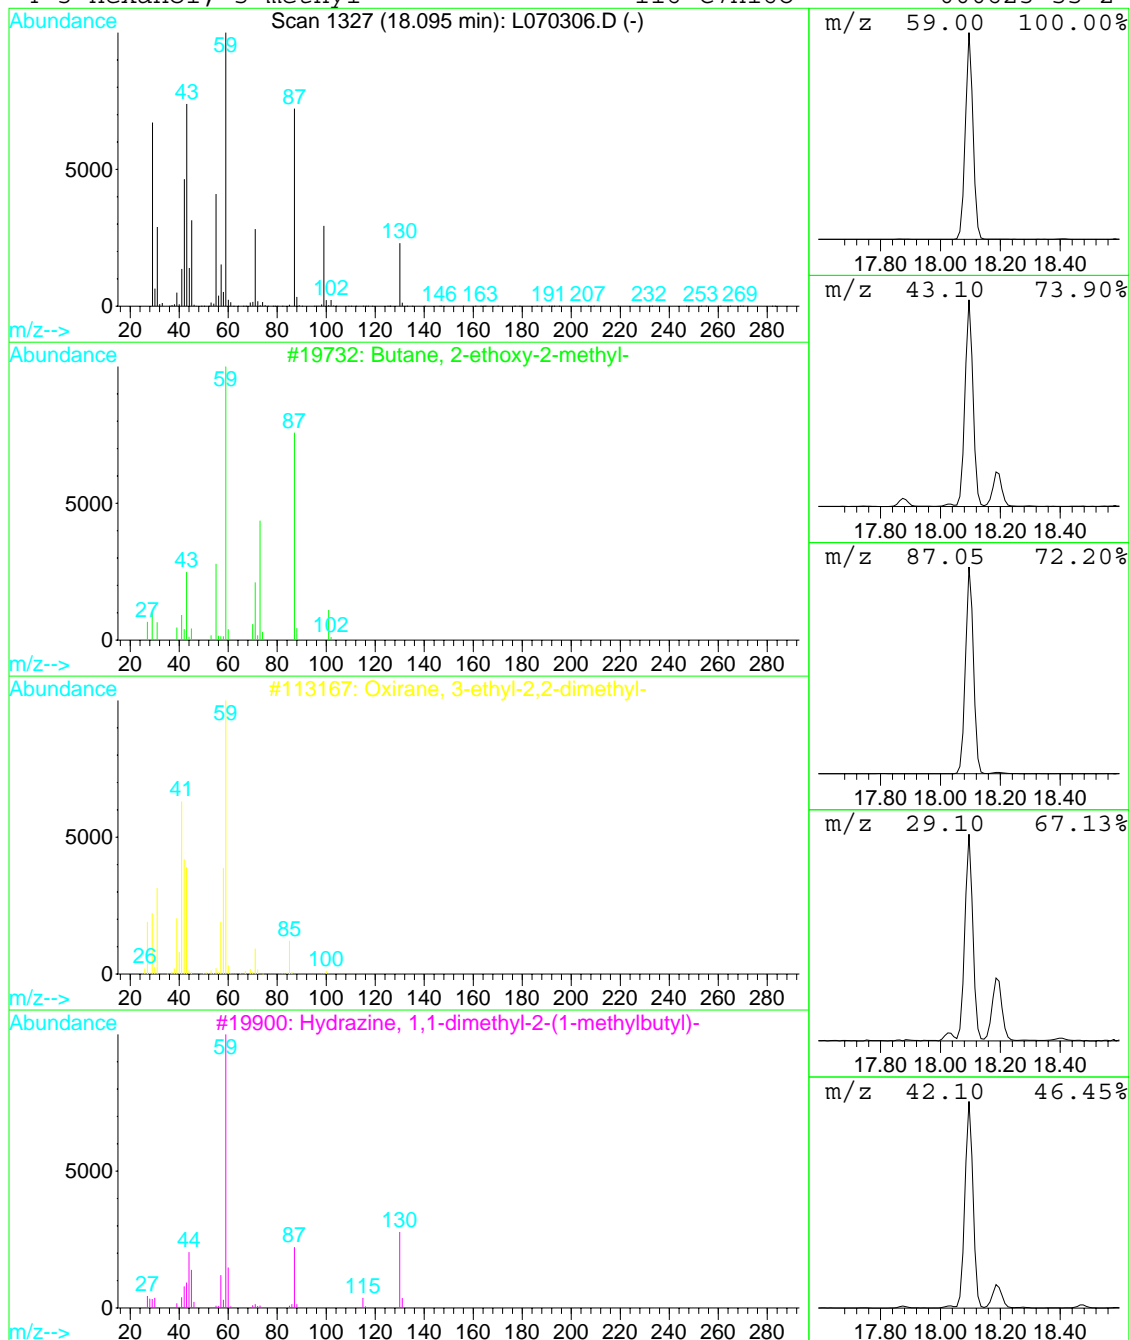 Abundance
Scan 1327 (18.095 min): L070306.D (-)
59
43
87
5000
130
102
146 163 191 207 232 253 269
0
20 40 60 80 100 120 140 160 180 200 220 240 260 280
m/z-->
Abundance
#19732: Butane, 2-ethoxy-2-methyl-
59
87
5000
43
27
102
0
20 40 60 80 100 120 140 160 180 200 220 240 260 280
m/z-->
Abundance
#113167: Oxirane, 3-ethyl-2,2-dimethyl-
59
41
5000
85
26
100
0
20 40 60 80 100 120 140 160 180 200 220 240 260 280
m/z-->
Abundance
#19900: Hydrazine, 1,1-dimethyl-2-(1-methylbutyl)-
59
5000
130
44
87
27
115
0
20 40 60 80 100 120 140 160 180 200 220 240 260 280
m/z 59.00 100.00%
17.80 18.00 18.20 18.40
m/z 43.10 73.90%
17.80 18.00 18.20 18.40
m/z 87.05 72.20%
17.80 18.00 18.20 18.40
m/z 29.10 67.13%
17.80 18.00 18.20 18.40
m/z 42.10 46.45%
17.80 18.00 18.20 18.40